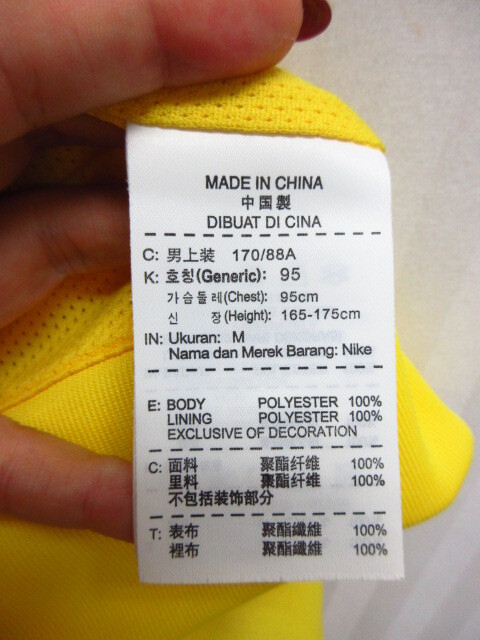 MADE IN CHINA
中国製
DIBUAT DI CINA
C: 男上装 170/88A
K: 호칭(Generic): 95
가슴둘레(Chest): 95cm
신 장(Height): 165-175cm
IN: Ukuran: M
Nama dan Merek Barang: Nike
E: BODY POLYESTER 100%
LINING POLYESTER 100%
EXCLUSIVE OF DECORATION
C: 面料 聚酯纤维 100%
里料 聚酯纤维 100%
不包括装饰部分
T: 表布 聚酯纖維 100%
裡布 聚酯纖維 100%